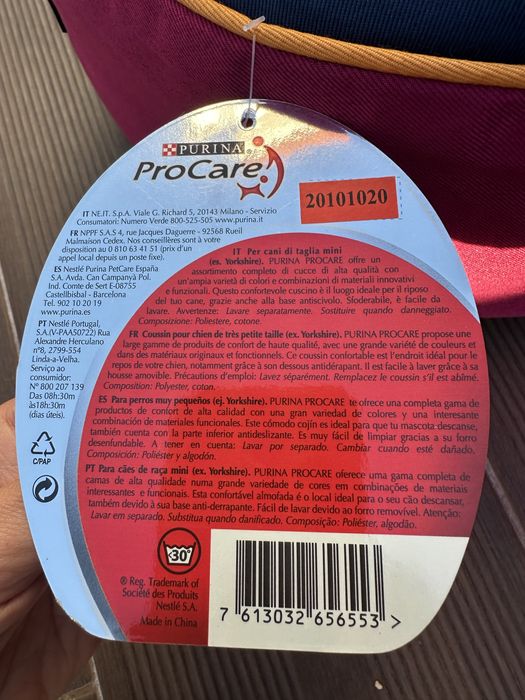 PURINA®
ProCare
20101020
IT NE.IT. S.p.A. Viale G. Richard 5, 20143 Milano - Servizio
Consumatori: Numero Verde 800-525-505 www.purina.it
FR NPPF S.A.S 4, rue Jacques Daguerre - 92568 Rueil
Malmaison Cedex. Nos conseillères sont à votre
disposition au 0 810 63 41 51 (prix d'un
appel local depuis un poste fixe).
ES Nestlé Purina PetCare España
S.A. Avda. Can Campanyà Pol.
Ind. Comte de Sert E-08755
Castellbisbal - Barcelona
Tel. 902 10 20 19
www.purina.es
PT Nestlé Portugal,
S.A.(V-PAA50722) Rua
Alexandre Herculano
nº8, 2799-554
Linda-a-Velha.
Serviço ao
consumidor:
Nº 800 207 139
Das 08h:30m
às18h:30m
(dias úteis).
C/PAP
IT Per cani di taglia mini
(es. Yorkshire). PURINA PROCARE offre un
assortimento completo di cucce di alta qualità con
un'ampia varietà di colori e combinazioni di materiali innovativi
e funzionali. Questo confortevole cuscino è il luogo ideale per il riposo
del tuo cane, grazie anche alla base antiscivolo. Sfoderabile, è facile da
lavare. Avvertenze: Lavare separatamente. Sostituire quando danneggiato.
Composizione: Poliestere, cotone.
FR Coussin pour chien de très petite taille (ex. Yorkshire). PURINA PROCARE propose une
large gamme de produits de confort de haute qualité, avec une grande variété de couleurs et
dans des matériaux originaux et fonctionnels. Ce coussin confortable est l'endroit idéal pour le
repos de votre chien, notamment grâce à son dessous antidérapant. Il est facile à laver grâce à sa
housse amovible. Précautions d'emploi: Lavez séparément. Remplacez le coussin s'il est abîmé.
Composition: Polyester, coton.
ES Para perros muy pequeños (ej. Yorkshire). PURINA PROCARE te ofrece una completa gama de
productos de confort de alta calidad con una gran variedad de colores y una interesante
combinación de materiales funcionales. Este cómodo cojín es ideal para que tu mascota descanse,
también cuenta con la parte inferior antideslizante. Es muy fácil de limpiar gracias a su forro
desenfundable. A tener en cuenta: Lavar por separado. Cambiar cuando esté dañado.
Composición: Poliéster y algodón.
PT Para cães de raça mini (ex. Yorkshire). PURINA PROCARE oferece uma gama completa de
camas de alta qualidade numa grande variedade de cores em combinações de materiais
interessantes e funcionais. Esta confortável almofada é o local ideal para o seu cão descansar,
também devido à sua base anti-derrapante. Fácil de lavar devido ao forro removível. Atenção:
Lavar em separado. Substitua quando danificado. Composição: Poliéster, algodão.
30°
® Reg. Trademark of
Société des Produits
Nestlé S.A.
Made in China
7 613032 656553 >